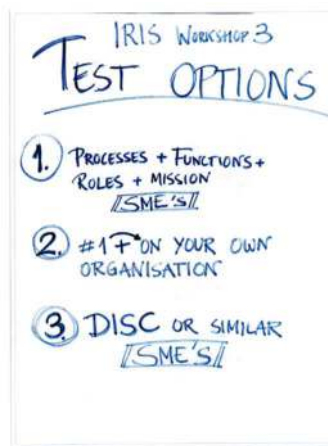 IRIS WORKSHOP 3
TEST OPTIONS
1. PROCESSES + FUNCTIONS +
ROLES + MISSION
SME'S
2. #1 + ON YOUR OWN
ORGANISATION
3. DISC OR SIMILAR
SME'S